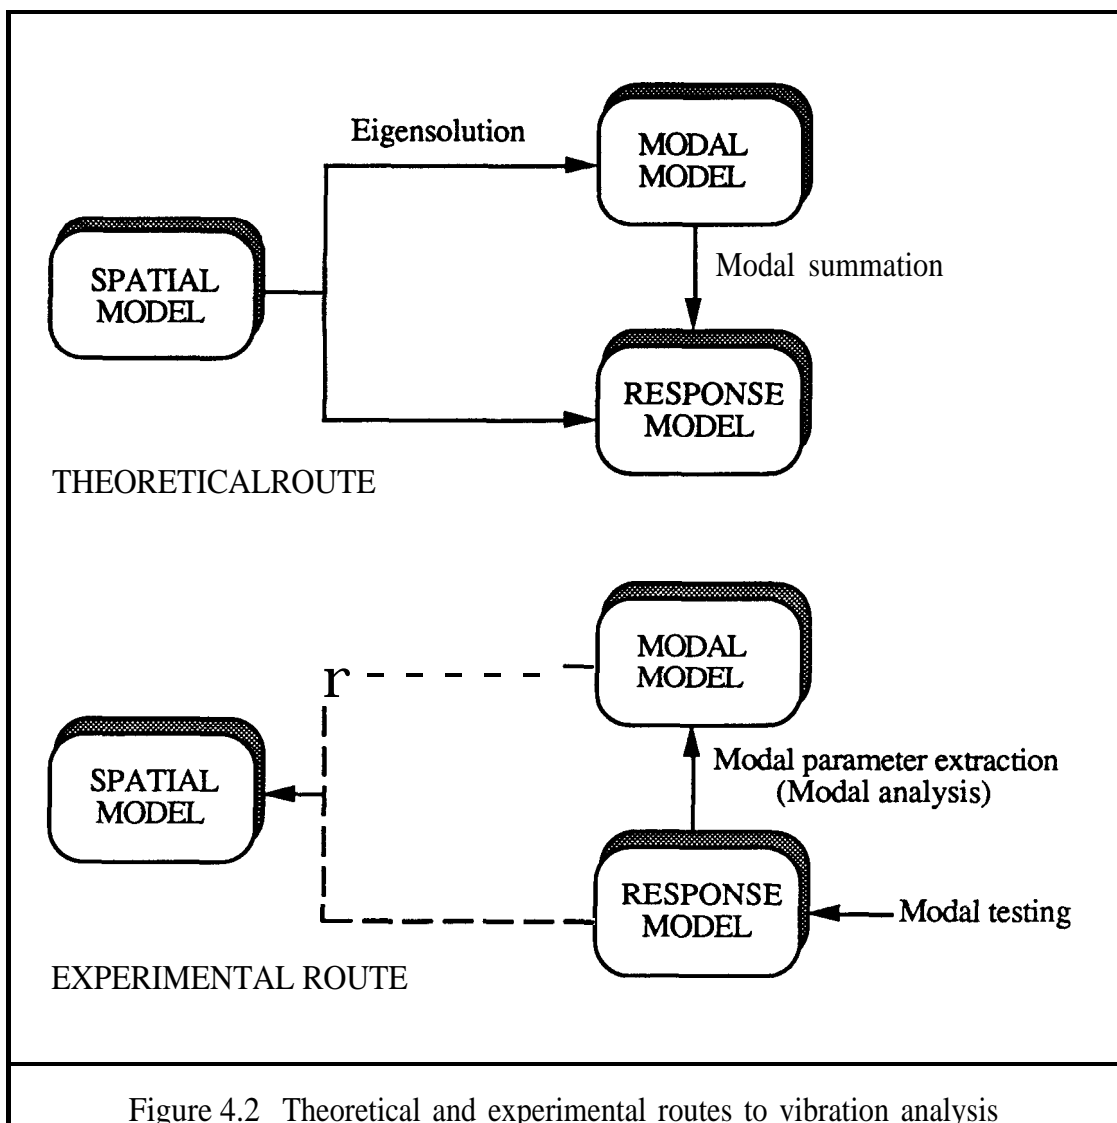 Eigensolution
MODAL
MODEL
Modal summation
SPATIAL
MODEL
RESPONSE
MODEL
THEORETICALROUTE
MODAL
MODEL
r
SPATIAL
MODEL
Modal parameter extraction
(Modal analysis)
RESPONSE
MODEL
Modal testing
EXPERIMENTAL ROUTE
Figure 4.2 Theoretical and experimental routes to vibration analysis